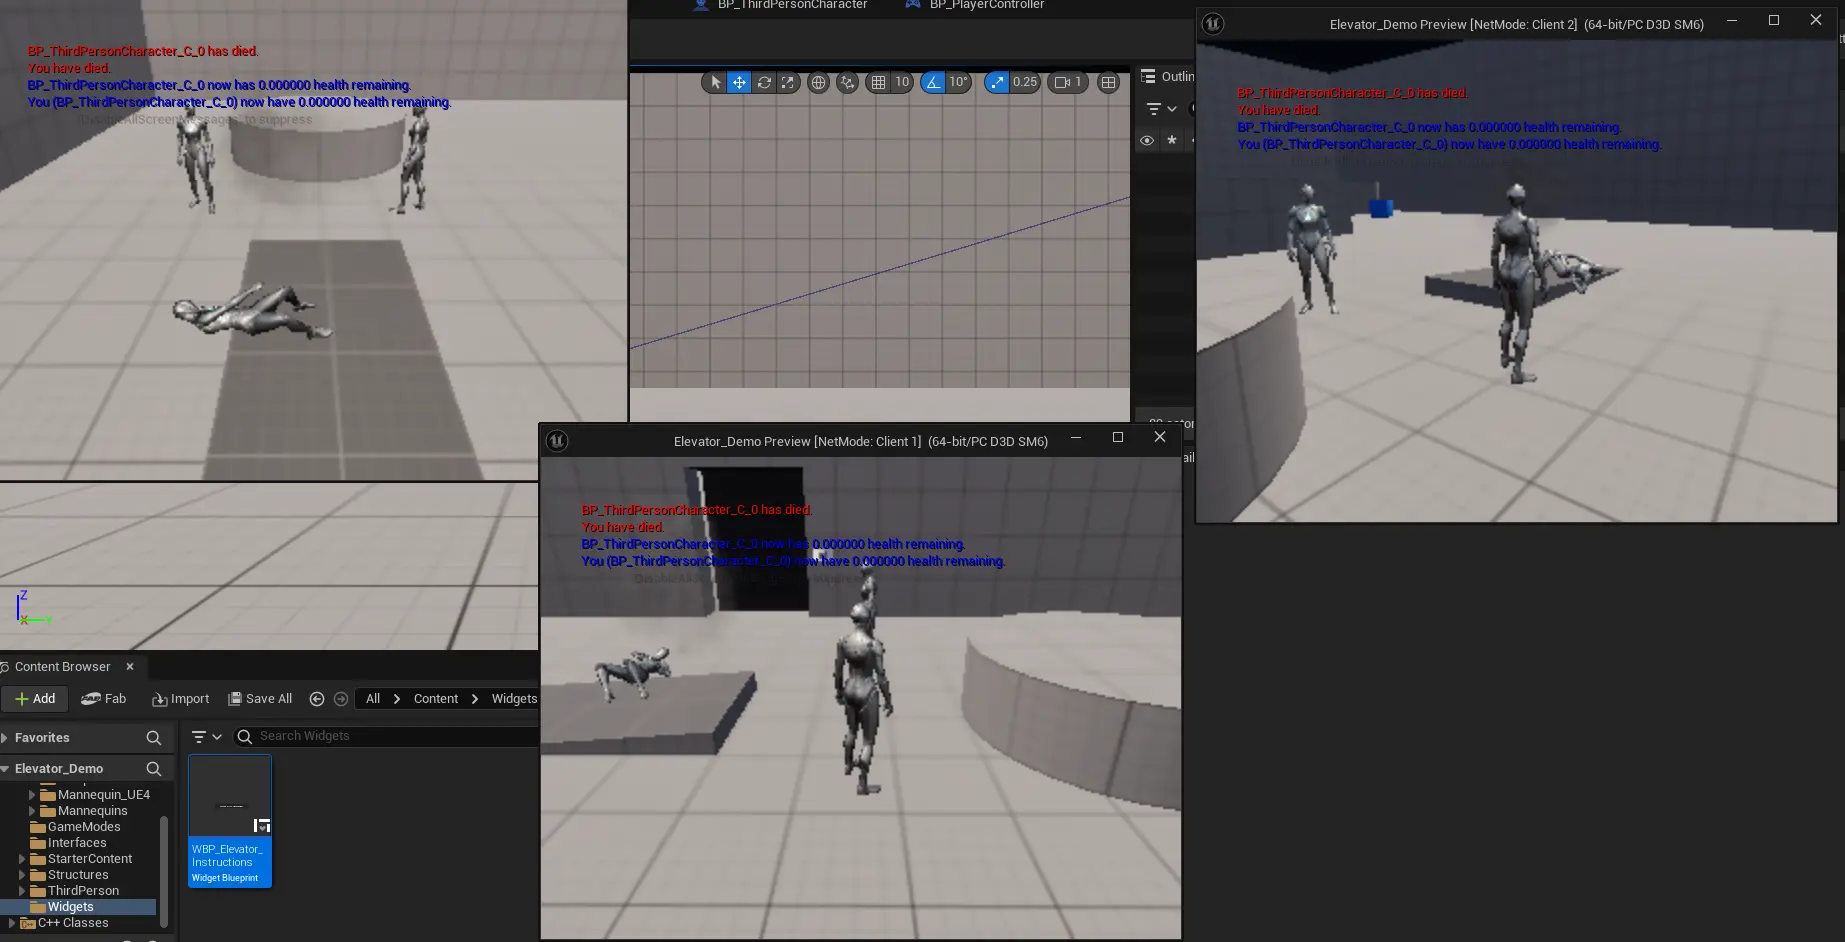 BP_ThirdPersonCharacter
BP_PlayerController
BP_ThirdPersonCharacter_C_0 has died.
You have died.
BP_ThirdPersonCharacter_C_0 now has 0.000000 health remaining.
You (BP_ThirdPersonCharacter_C_0) now have 0.000000 health remaining.
'DisableAllScreenMessages' to suppress
10
10°
0.25
1
Outlin
Elevator_Demo Preview [NetMode: Client 2] (64-bit/PC D3D SM6)
BP_ThirdPersonCharacter_C_0 has died.
You have died.
BP_ThirdPersonCharacter_C_0 now has 0.000000 health remaining.
You (BP_ThirdPersonCharacter_C_0) now have 0.000000 health remaining.
Elevator_Demo Preview [NetMode: Client 1] (64-bit/PC D3D SM6)
BP_ThirdPersonCharacter_C_0 has died.
You have died.
BP_ThirdPersonCharacter_C_0 now has 0.000000 health remaining.
You (BP_ThirdPersonCharacter_C_0) now have 0.000000 health remaining.
Z
X
Y
Content Browser
Add
Fab
Import
Save All
All
Content
Widgets
Favorites
Search Widgets
Elevator_Demo
Mannequin_UE4
Mannequins
GameModes
Interfaces
StarterContent
Structures
ThirdPerson
Widgets
C++ Classes
WBP_Elevator_
Instructions
Widget Blueprint